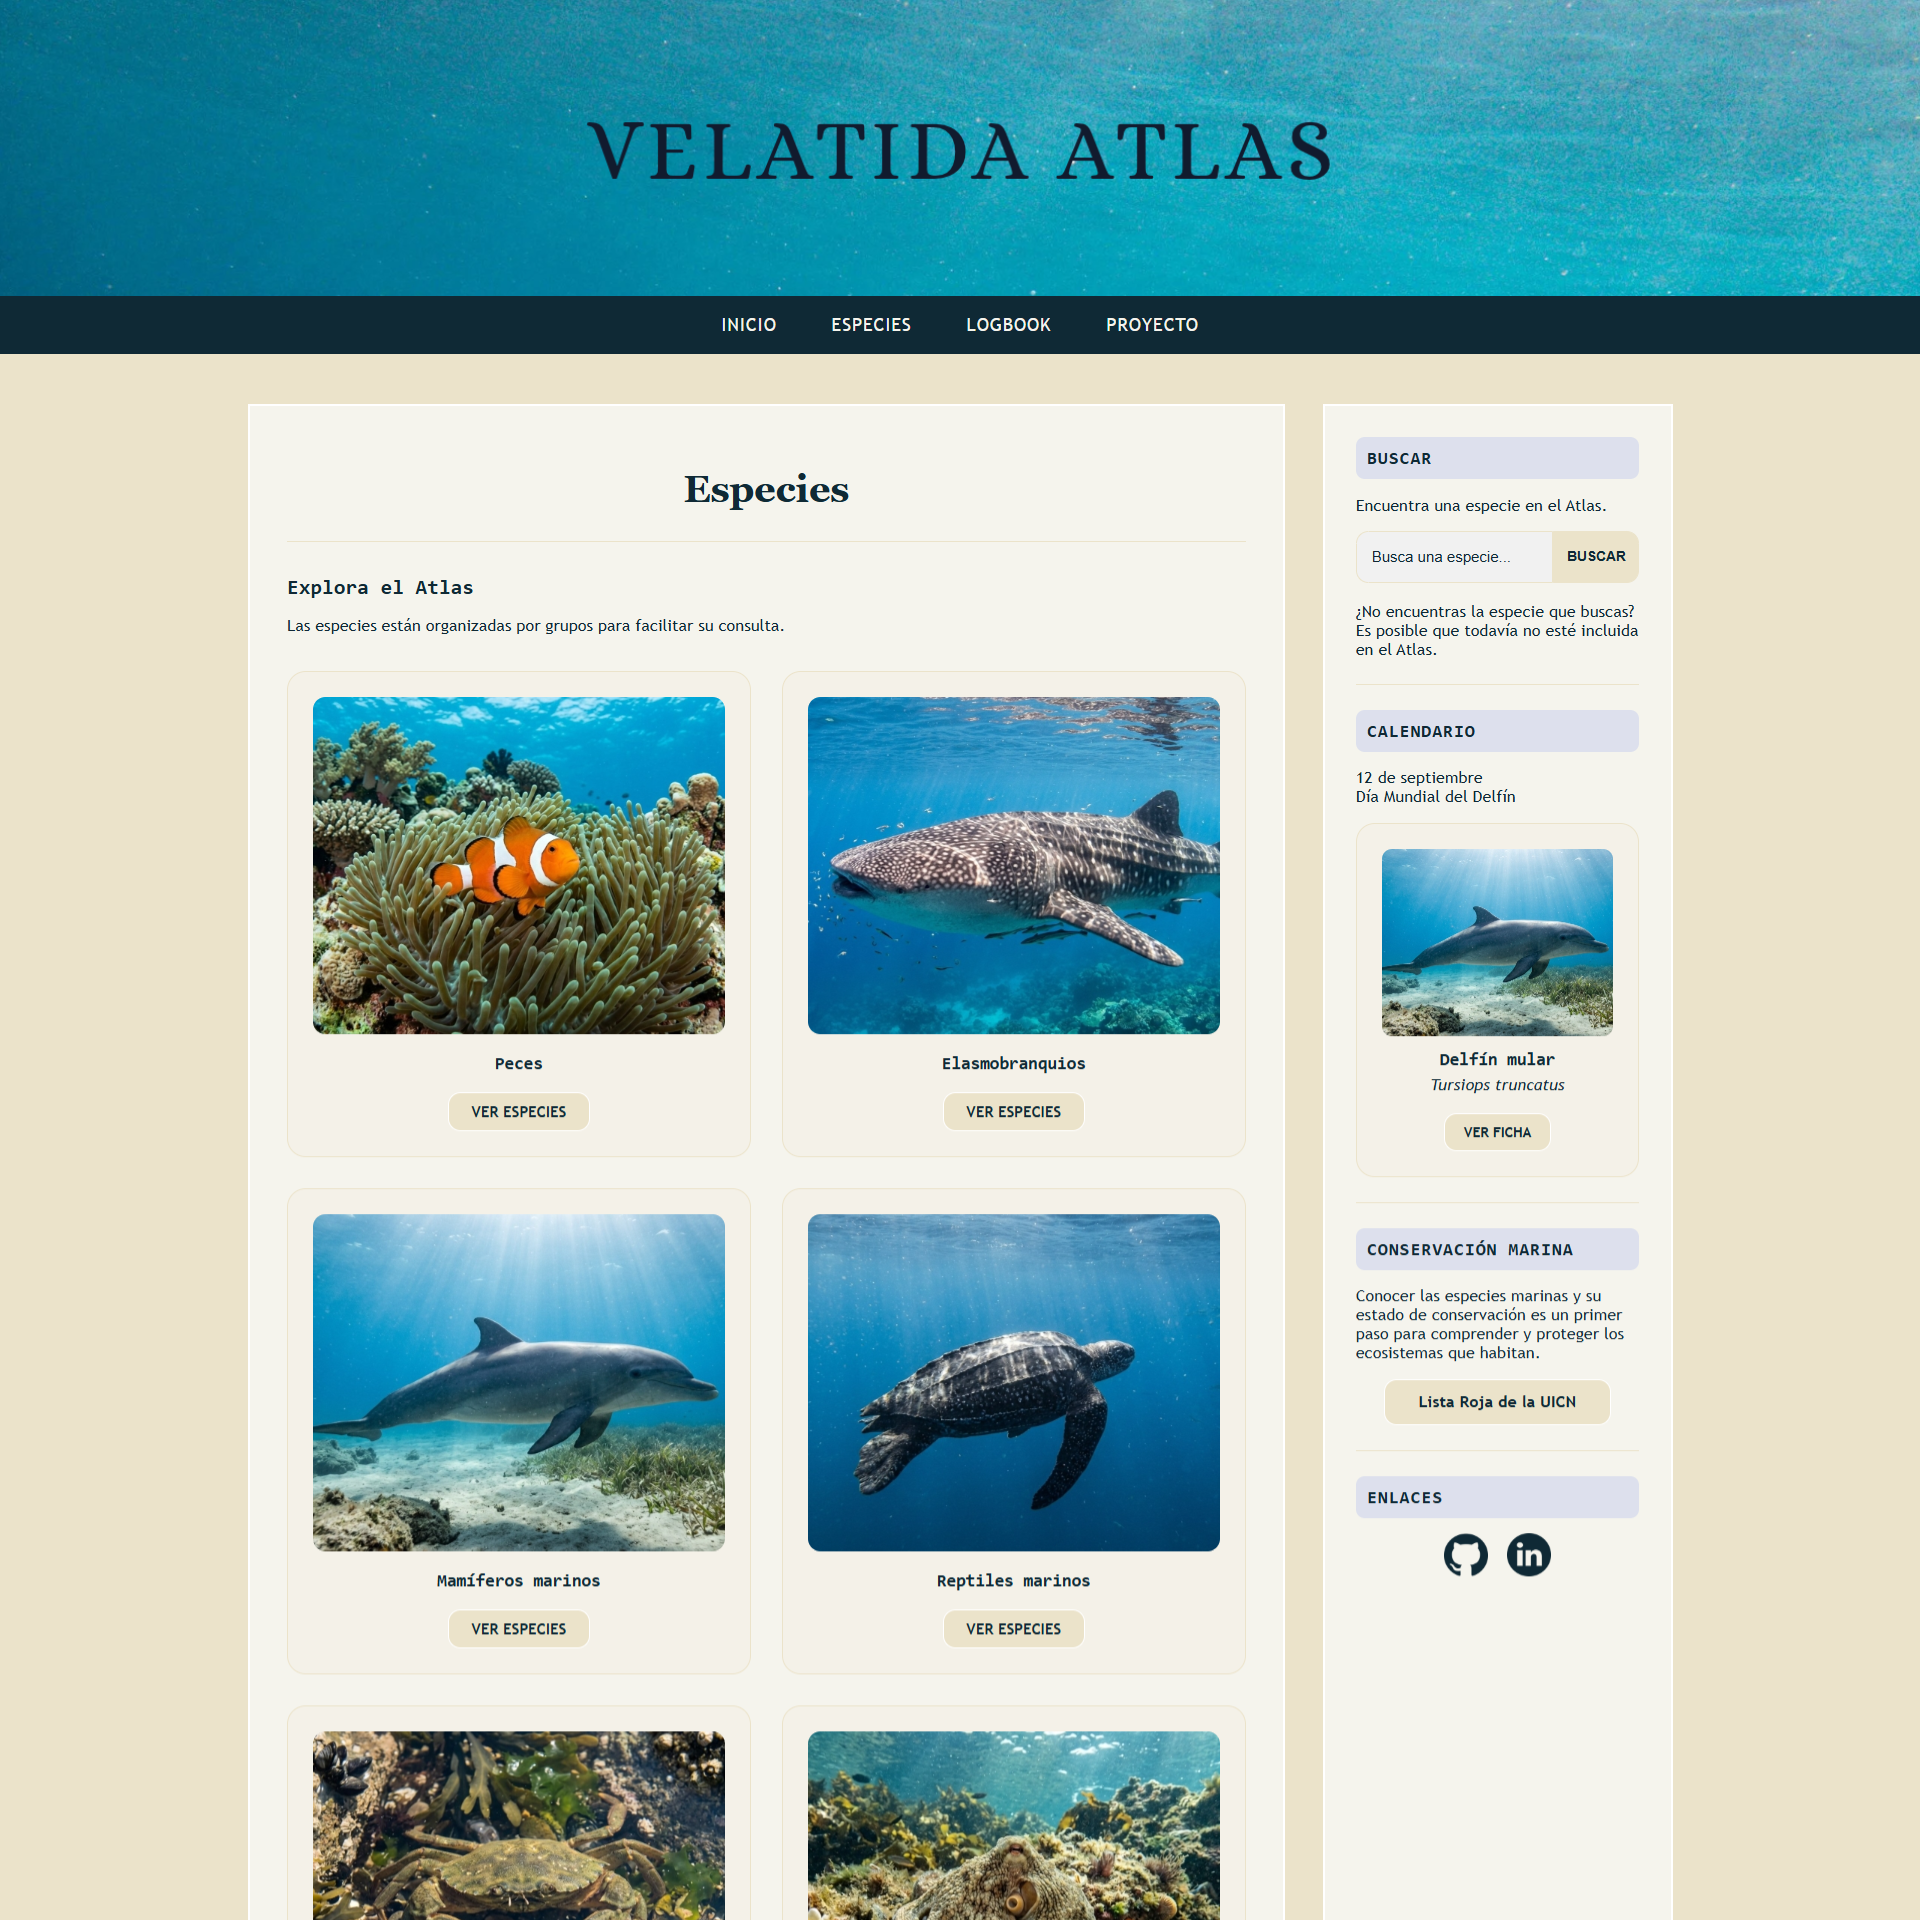 VELATIDA ATLAS
INICIO ESPECIES LOGBOOK PROYECTO
Especies
Explora el Atlas
Las especies están organizadas por grupos para facilitar su consulta.
Peces
VER ESPECIES
Elasmobranquios
VER ESPECIES
Mamíferos marinos
VER ESPECIES
Reptiles marinos
VER ESPECIES
BUSCAR
Encuentra una especie en el Atlas.
Busca una especie... BUSCAR
¿No encuentras la especie que buscas?
Es posible que todavía no esté incluida
en el Atlas.
CALENDARIO
12 de septiembre
Día Mundial del Delfín
Delfín mular
Tursiops truncatus
VER FICHA
CONSERVACIÓN MARINA
Conocer las especies marinas y su
estado de conservación es un primer
paso para comprender y proteger los
ecosistemas que habitan.
Lista Roja de la UICN
ENLACES
in